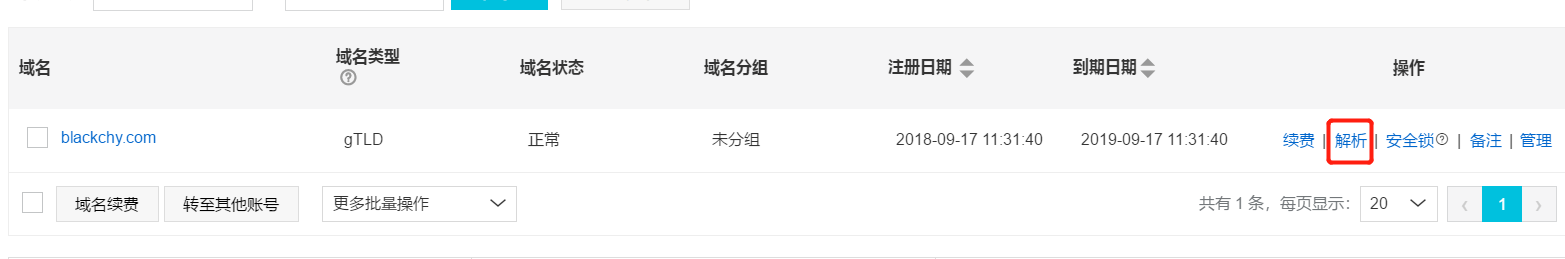 域名 域名类型 域名状态 域名分组 注册日期 到期日期 操作
blackchy.com gTLD 正常 未分组 2018-09-17 11:31:40 2019-09-17 11:31:40 续费 | 解析 | 安全锁 | 备注 | 管理
域名续费 转至其他账号 更多批量操作 共有 1 条，每页显示： 20 ‹ 1 ›